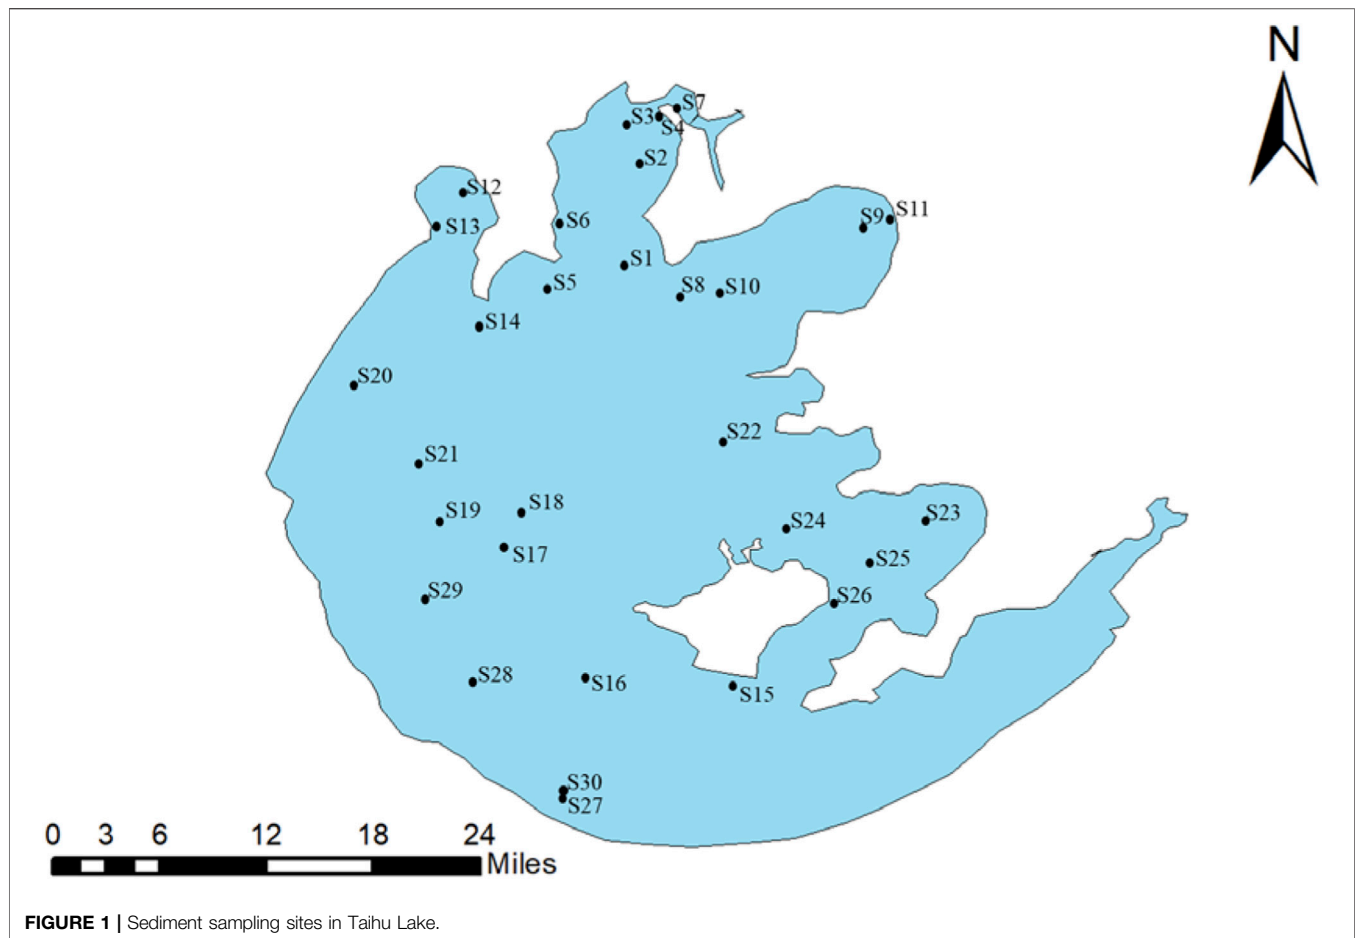 N
S7
S3
S4
S2
S12
S11
S9
S6
S13
S1
S5
S8
S10
S14
S20
S22
S21
S18
S19
S24
S23
S17
S25
S29
S26
S28
S16
S15
S30
S27
0 3 6 12 18 24
Miles
FIGURE 1 | Sediment sampling sites in Taihu Lake.